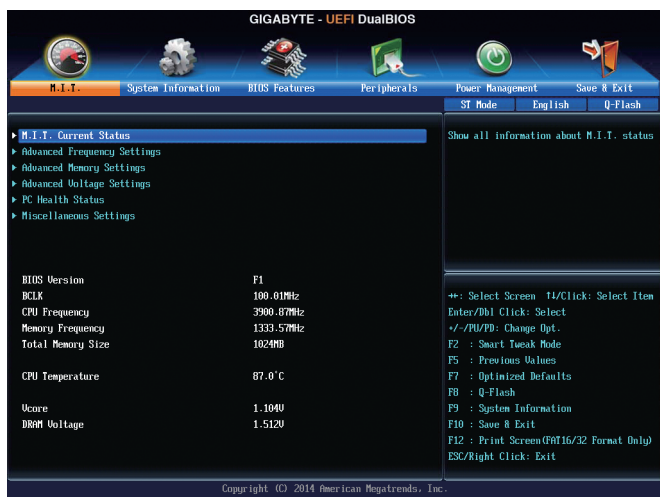 GIGABYTE - UEFI DualBIOS
M.I.T.
System Information
BIOS Features
Peripherals
Power Management
Save & Exit
ST Mode
English
Q-Flash
M.I.T. Current Status
Advanced Frequency Settings
Advanced Memory Settings
Advanced Voltage Settings
PC Health Status
Miscellaneous Settings
BIOS Version F1
BCLK 100.01MHz
CPU Frequency 3900.87MHz
Memory Frequency 1333.57MHz
Total Memory Size 1024MB
CPU Temperature 87.0°C
Vcore 1.104V
DRAM Voltage 1.512V
Show all information about M.I.T. status
→←: Select Screen ↑↓/Click: Select Item
Enter/Dbl Click: Select
+/-/PU/PD: Change Opt.
F2 : Smart Tweak Mode
F5 : Previous Values
F7 : Optimized Defaults
F8 : Q-Flash
F9 : System Information
F10 : Save & Exit
F12 : Print Screen(FAT16/32 Format Only)
ESC/Right Click: Exit
Copyright (C) 2014 American Megatrends, Inc.